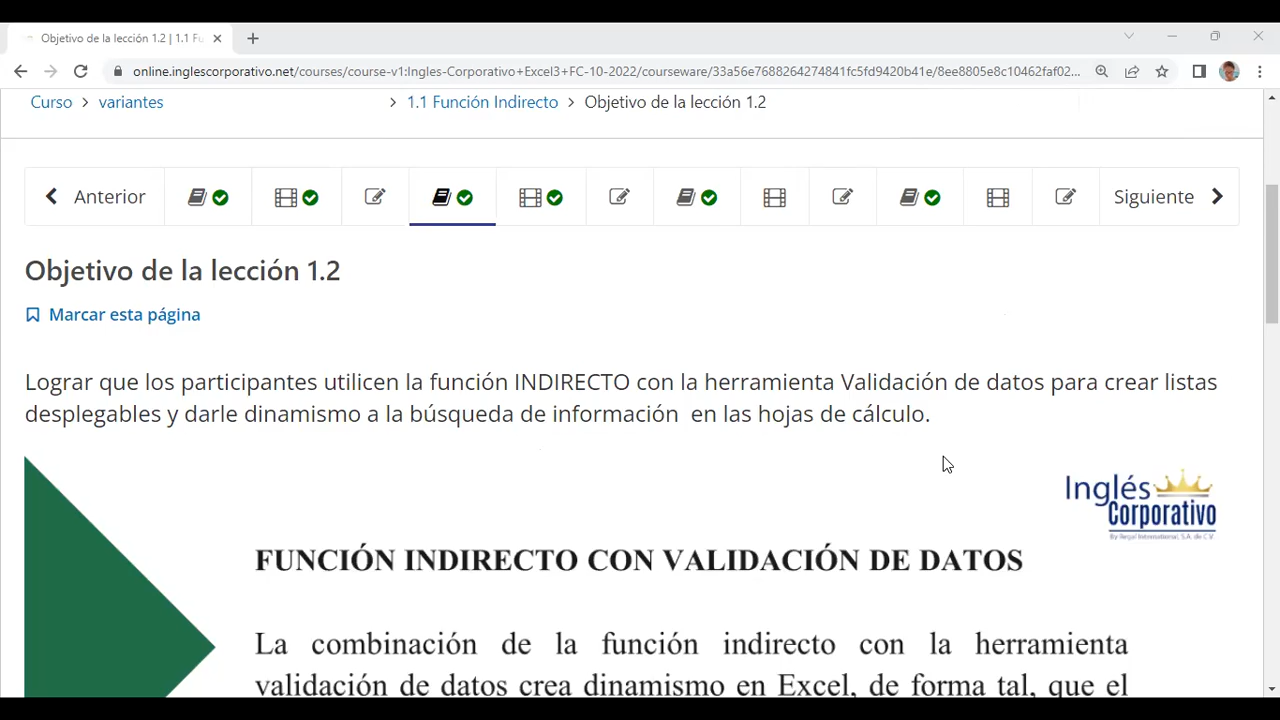 Objetivo de la lección 1.2 | 1.1 Fu
online.inglescorporativo.net/courses/course-v1:Ingles-Corporativo+Excel3+FC-10-2022/courseware/33a56e7688264274841fc5fd9420b41e/8ee8805e8c10462faf02...
Curso > variantes > 1.1 Función Indirecto > Objetivo de la lección 1.2
Anterior
Siguiente
Objetivo de la lección 1.2
Marcar esta página
Lograr que los participantes utilicen la función INDIRECTO con la herramienta Validación de datos para crear listas
desplegables y darle dinamismo a la búsqueda de información en las hojas de cálculo.
Inglés
Corporativo
By Regal International, S.A. de C.V.
FUNCIÓN INDIRECTO CON VALIDACIÓN DE DATOS
La combinación de la función indirecto con la herramienta
validación de datos crea dinamismo en Excel, de forma tal, que el